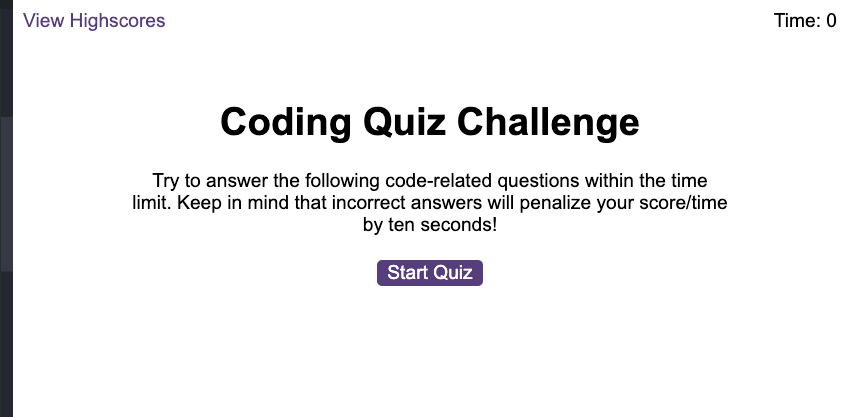 View Highscores
Time: 0
Coding Quiz Challenge
Try to answer the following code-related questions within the time
limit. Keep in mind that incorrect answers will penalize your score/time
by ten seconds!
Start Quiz